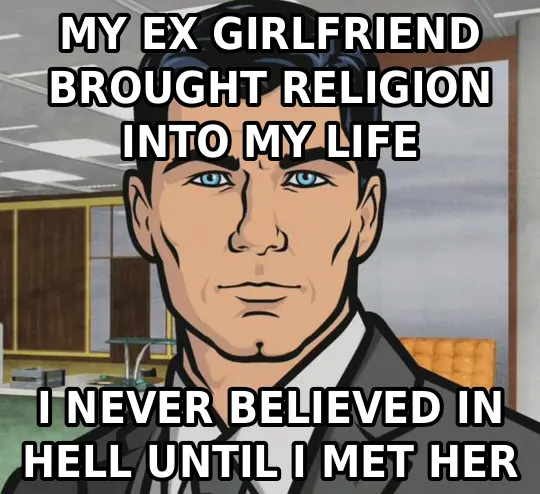 MY EX GIRLFRIEND
BROUGHT RELIGION
INTO MY LIFE
I NEVER BELIEVED IN
HELL UNTIL I MET HER